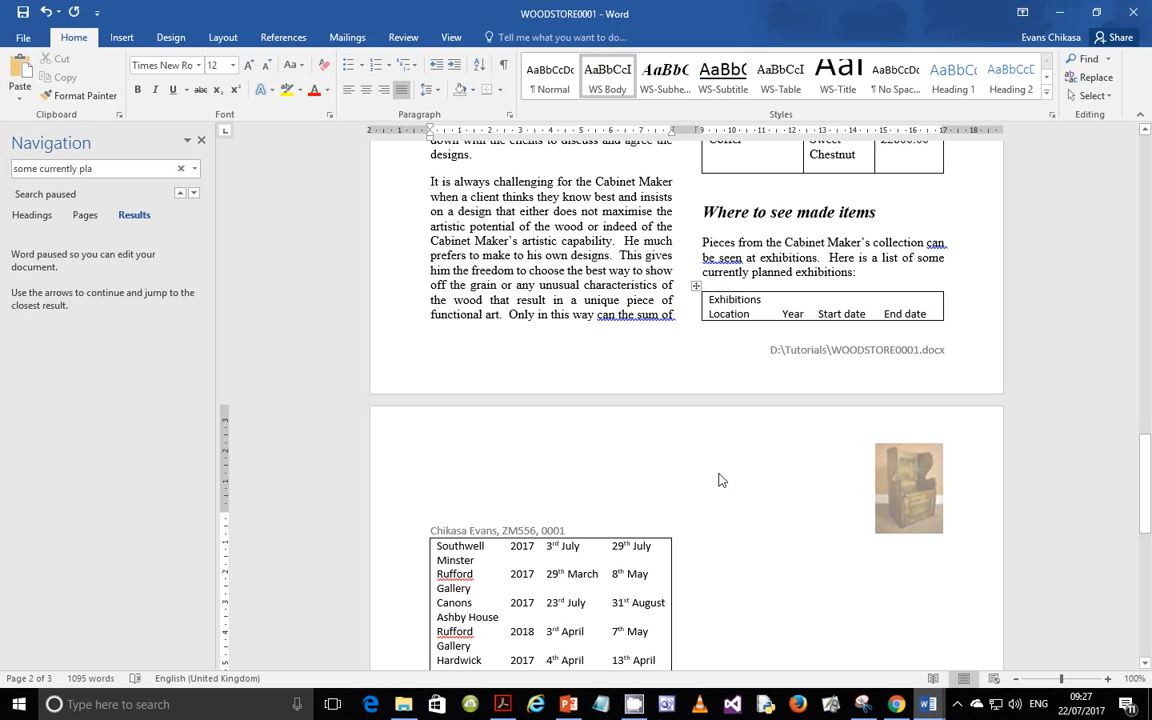 WOODSTORE0001 - Word
File
Home
Insert
Design
Layout
References
Mailings
Review
View
Tell me what you want to do...
Evans Chikasa
Share
Paste
Cut
Copy
Format Painter
Clipboard
Times New Ro
12
Font
Paragraph
AaBbCcDc
¶ Normal
AaBbCcI
WS Body
AaBbC
WS-Subhe...
AaBbC
WS-Subtitle
AaBbCcI
WS-Table
AaI
WS-Title
AaBbCcDc
¶ No Spac...
AaBbCcI
Heading 1
AaBbCcD
Heading 2
Styles
Find
Replace
Select
Editing
Navigation
some currently pla
Search paused
Headings
Pages
Results
Word paused so you can edit your
document.
Use the arrows to continue and jump to the
closest result.
down with the clients to discuss and agree the
designs.
It is always challenging for the Cabinet Maker
when a client thinks they know best and insists
on a design that either does not maximise the
artistic potential of the wood or indeed of the
Cabinet Maker's artistic capability. He much
prefers to make to his own designs. This gives
him the freedom to choose the best way to show
off the grain or any unusual characteristics of
the wood that result in a unique piece of
functional art. Only in this way can the sum of
Coffer
Sweet
Chestnut
22000.00
Where to see made items
Pieces from the Cabinet Maker's collection can
be seen at exhibitions. Here is a list of some
currently planned exhibitions:
Exhibitions
Location Year Start date End date
D:\Tutorials\WOODSTORE0001.docx
Chikasa Evans, ZM556, 0001
Southwell 2017 3rd July 29th July
Minster
Rufford 2017 29th March 8th May
Gallery
Canons 2017 23rd July 31st August
Ashby House
Rufford 2018 3rd April 7th May
Gallery
Hardwick 2017 4th April 13th April
Page 2 of 3
1095 words
English (United Kingdom)
100%
Type here to search
ENG
09:27
22/07/2017